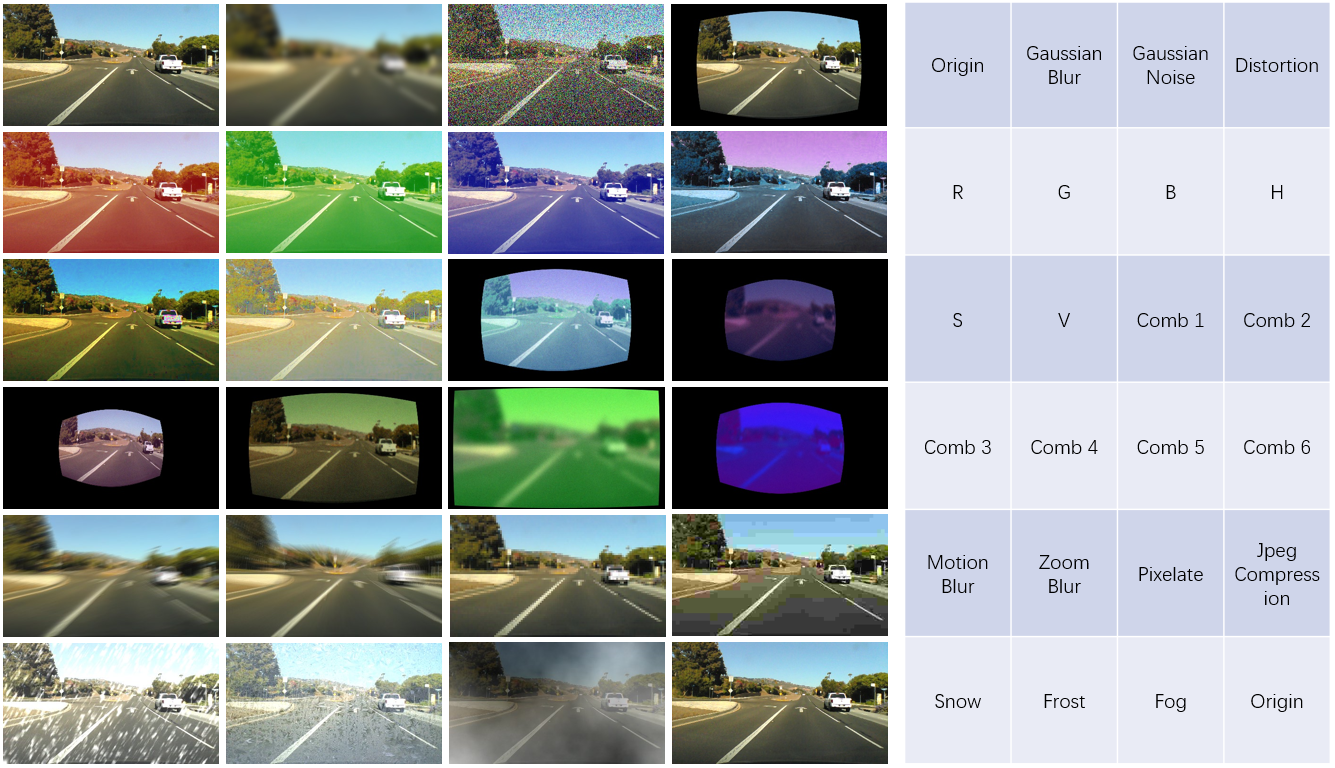 Origin
Gaussian
Blur
Gaussian
Noise
Distortion
R
G
B
H
S
V
Comb 1
Comb 2
Comb 3
Comb 4
Comb 5
Comb 6
Motion
Blur
Zoom
Blur
Pixelate
Jpeg
Compress
ion
Snow
Frost
Fog
Origin